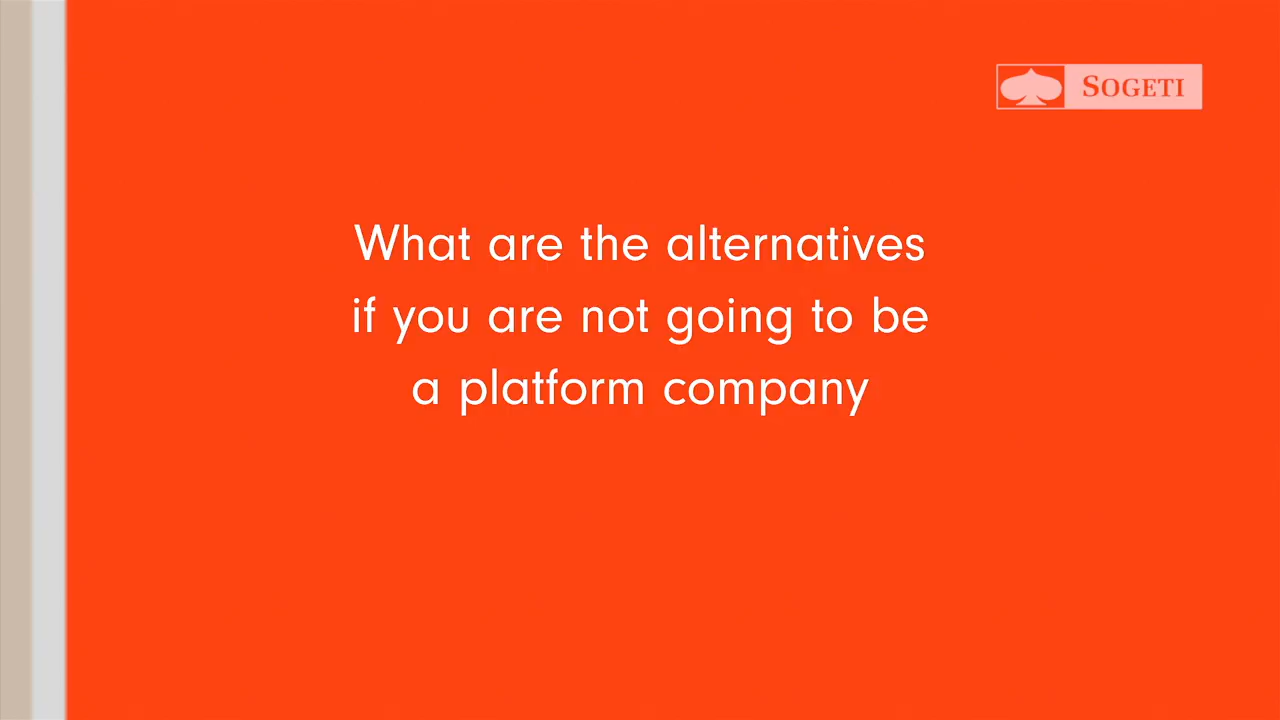 SOGETI
What are the alternatives
if you are not going to be
a platform company